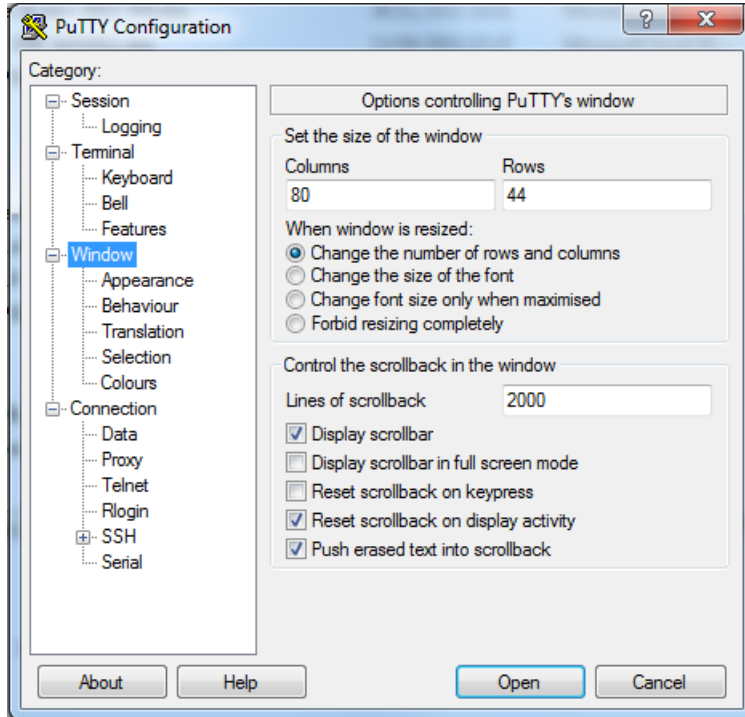 PuTTY Configuration
Category:
Session
Logging
Terminal
Keyboard
Bell
Features
Window
Appearance
Behaviour
Translation
Selection
Colours
Connection
Data
Proxy
Telnet
Rlogin
SSH
Serial
Options controlling PuTTY's window
Set the size of the window
Columns Rows
80 44
When window is resized:
Change the number of rows and columns
Change the size of the font
Change font size only when maximised
Forbid resizing completely
Control the scrollback in the window
Lines of scrollback 2000
Display scrollbar
Display scrollbar in full screen mode
Reset scrollback on keypress
Reset scrollback on display activity
Push erased text into scrollback
About Help Open Cancel